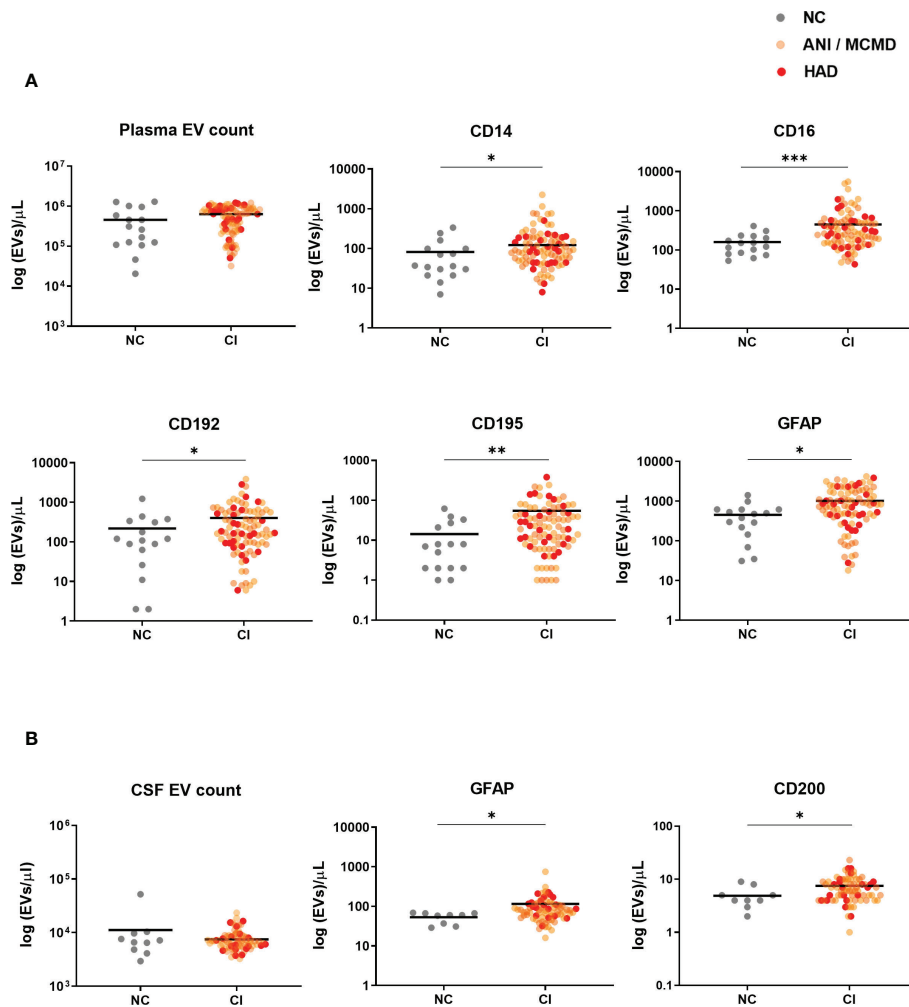 NC
ANI / MCMD
HAD
A
Plasma EV count
log (EVs)/μL
10⁷
10⁶
10⁵
10⁴
10³
NC
CI
CD14
*
log (EVs)/μL
10000
1000
100
10
1
NC
CI
CD16
***
log (EVs)/μL
10000
1000
100
10
1
NC
CI
CD192
*
log (EVs)/μL
10000
1000
100
10
1
NC
CI
CD195
**
log (EVs)/μL
1000
100
10
1
0.1
NC
CI
GFAP
*
log (EVs)/μL
10000
1000
100
10
1
NC
CI
B
CSF EV count
log (EVs/μl)
10⁶
10⁵
10⁴
10³
NC
CI
GFAP
*
log (EVs)/μL
10000
1000
100
10
1
NC
CI
CD200
*
log (EVs)/μL
100
10
1
0.1
NC
CI